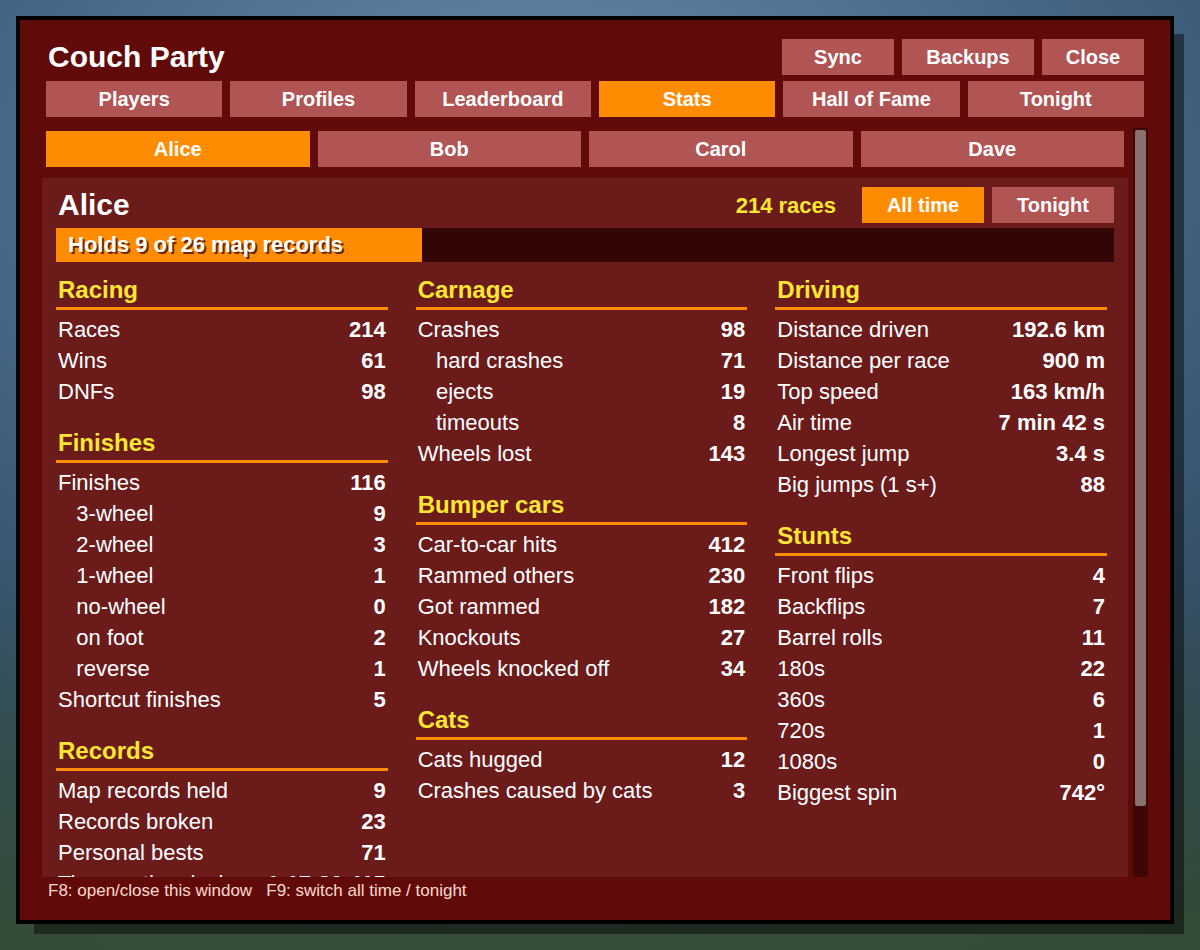 Couch Party
Sync Backups Close
Players Profiles Leaderboard Stats Hall of Fame Tonight
Alice Bob Carol Dave
Alice 214 races All time Tonight
Holds 9 of 26 map records
Racing
Races 214
Wins 61
DNFs 98
Finishes
Finishes 116
3-wheel 9
2-wheel 3
1-wheel 1
no-wheel 0
on foot 2
reverse 1
Shortcut finishes 5
Records
Map records held 9
Records broken 23
Personal bests 71
Carnage
Crashes 98
hard crashes 71
ejects 19
timeouts 8
Wheels lost 143
Bumper cars
Car-to-car hits 412
Rammed others 230
Got rammed 182
Knockouts 27
Wheels knocked off 34
Cats
Cats hugged 12
Crashes caused by cats 3
Driving
Distance driven 192.6 km
Distance per race 900 m
Top speed 163 km/h
Air time 7 min 42 s
Longest jump 3.4 s
Big jumps (1 s+) 88
Stunts
Front flips 4
Backflips 7
Barrel rolls 11
180s 22
360s 6
720s 1
1080s 0
Biggest spin 742°
F8: open/close this window F9: switch all time / tonight